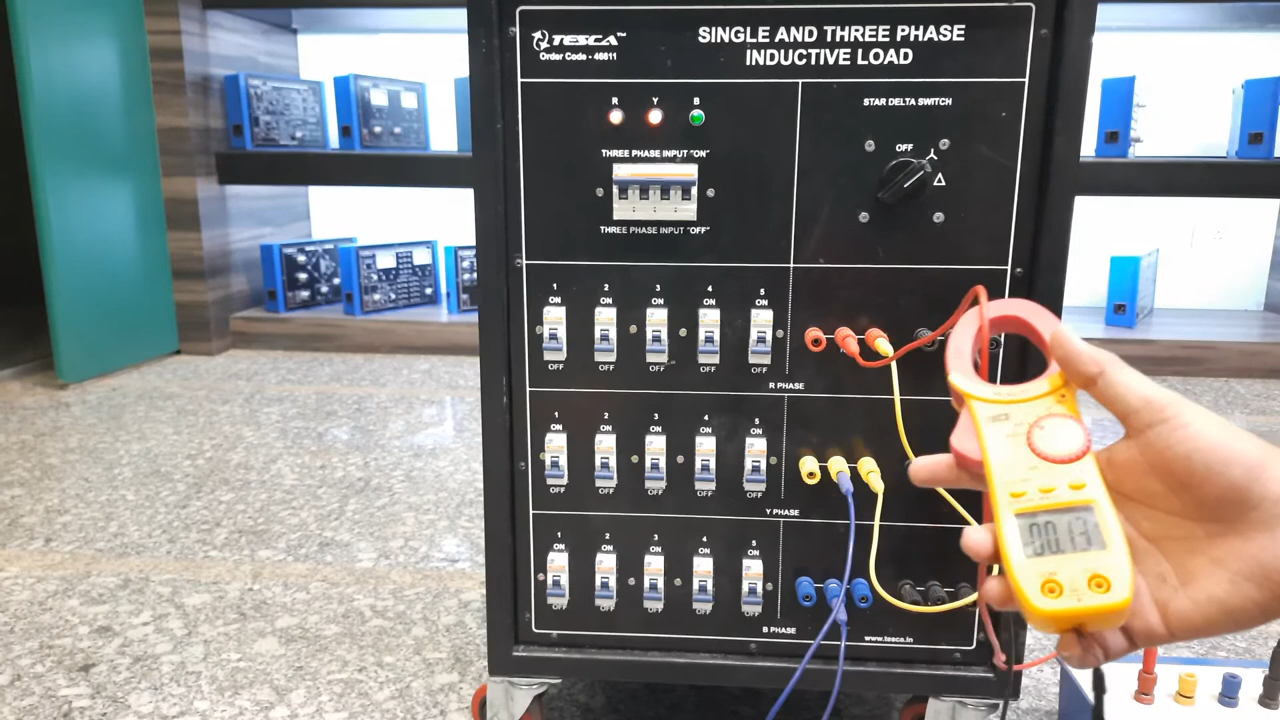 TESCA™
Order Code - 46811
SINGLE AND THREE PHASE
INDUCTIVE LOAD
R Y B
THREE PHASE INPUT "ON"
THREE PHASE INPUT "OFF"
STAR DELTA SWITCH
OFF
1 2 3 4 5
ON ON ON ON ON
OFF OFF OFF OFF OFF
R PHASE
1 2 3 4 5
ON ON ON ON ON
OFF OFF OFF OFF OFF
Y PHASE
1 2 3 4 5
ON ON ON ON ON
OFF OFF OFF OFF OFF
B PHASE
www.tesca.in
00.13